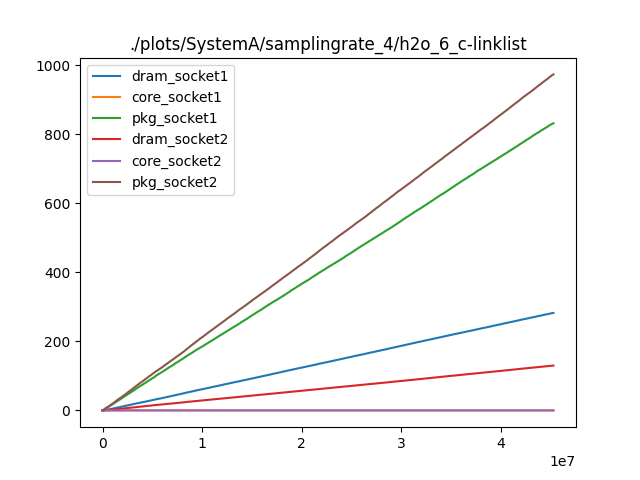 ./plots/SystemA/samplingrate_4/h2o_6_c-linklist
1000
800
600
400
200
0
dram_socket1
core_socket1
pkg_socket1
dram_socket2
core_socket2
pkg_socket2
0 1 2 3 4
1e7